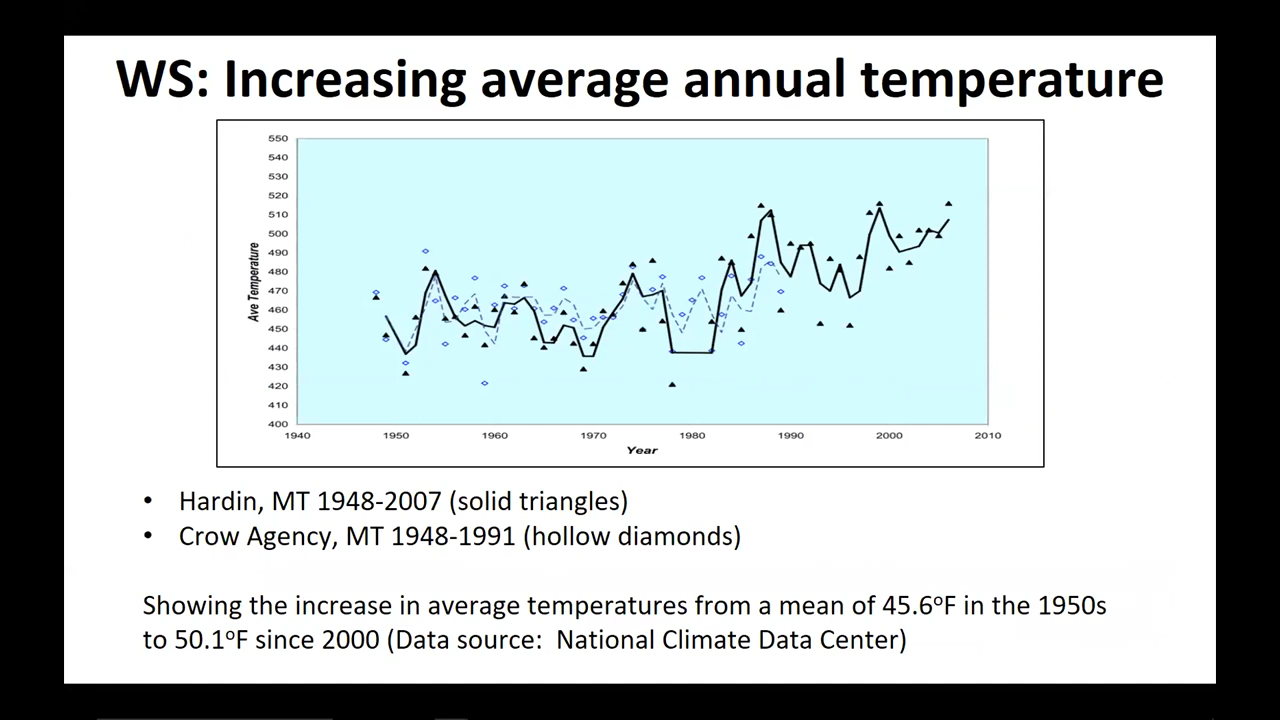 WS: Increasing average annual temperature
550
540
530
520
510
500
490
480
470
460
450
440
430
420
410
400
Ave Temperature
1940 1950 1960 1970 1980 1990 2000 2010
Year
• Hardin, MT 1948-2007 (solid triangles)
• Crow Agency, MT 1948-1991 (hollow diamonds)
Showing the increase in average temperatures from a mean of 45.6ºF in the 1950s
to 50.1ºF since 2000 (Data source: National Climate Data Center)